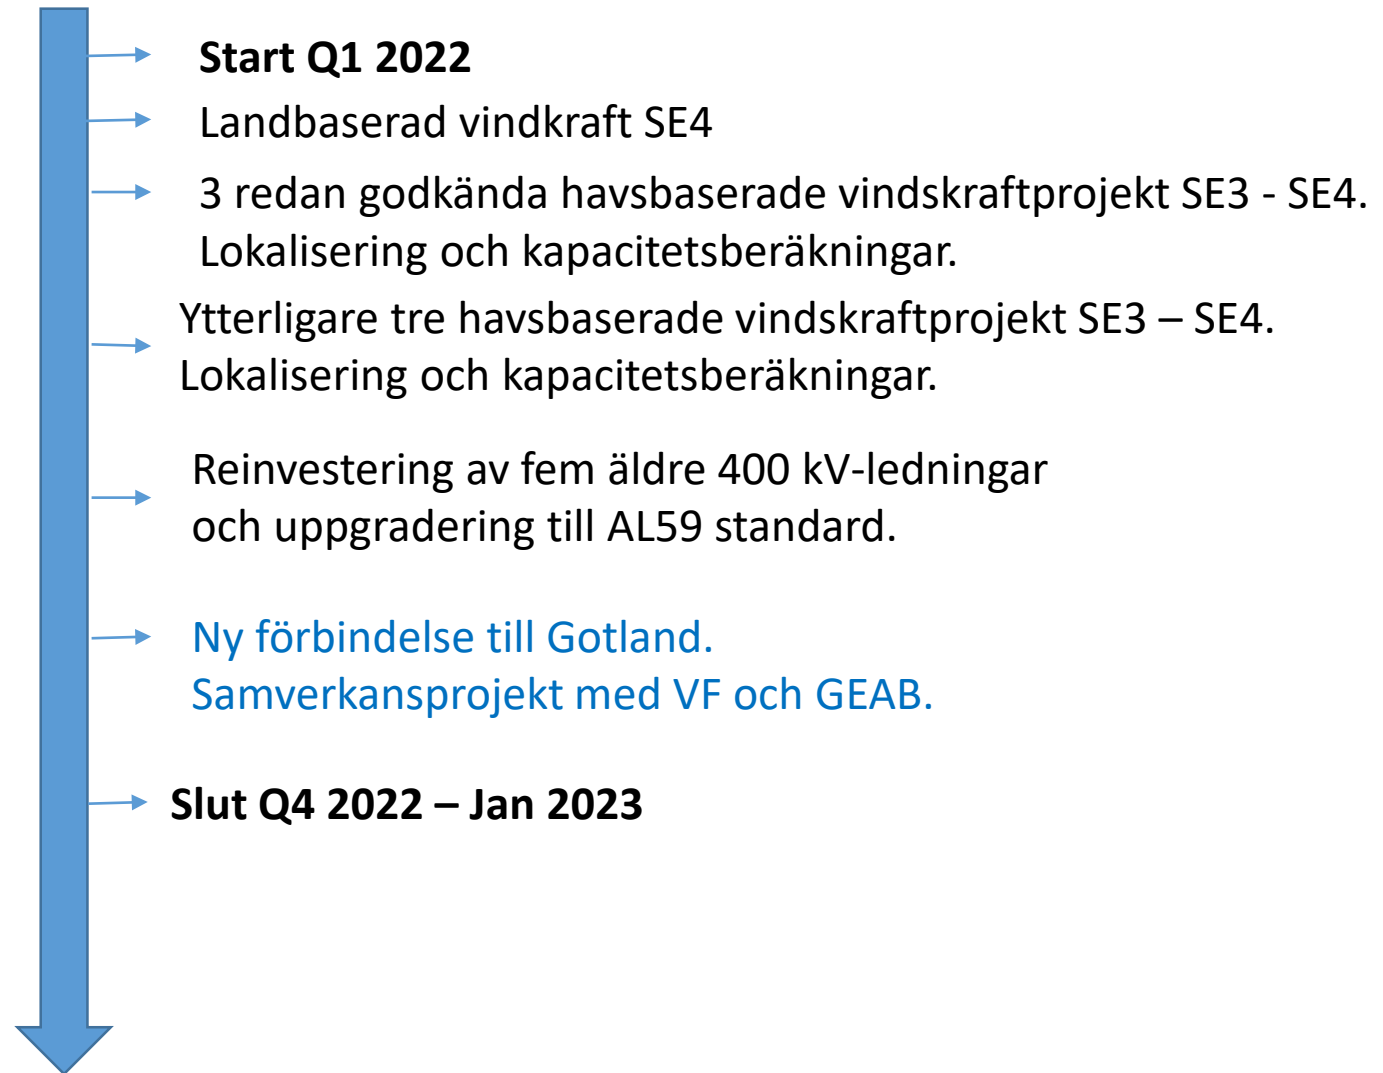 Start Q1 2022
Landbaserad vindkraft SE4
3 redan godkända havsbaserade vindskraftprojekt SE3 - SE4.
Lokalisering och kapacitetsberäkningar.
Ytterligare tre havsbaserade vindskraftprojekt SE3 – SE4.
Lokalisering och kapacitetsberäkningar.
Reinvestering av fem äldre 400 kV-ledningar
och uppgradering till AL59 standard.
Ny förbindelse till Gotland.
Samverkansprojekt med VF och GEAB.
Slut Q4 2022 – Jan 2023